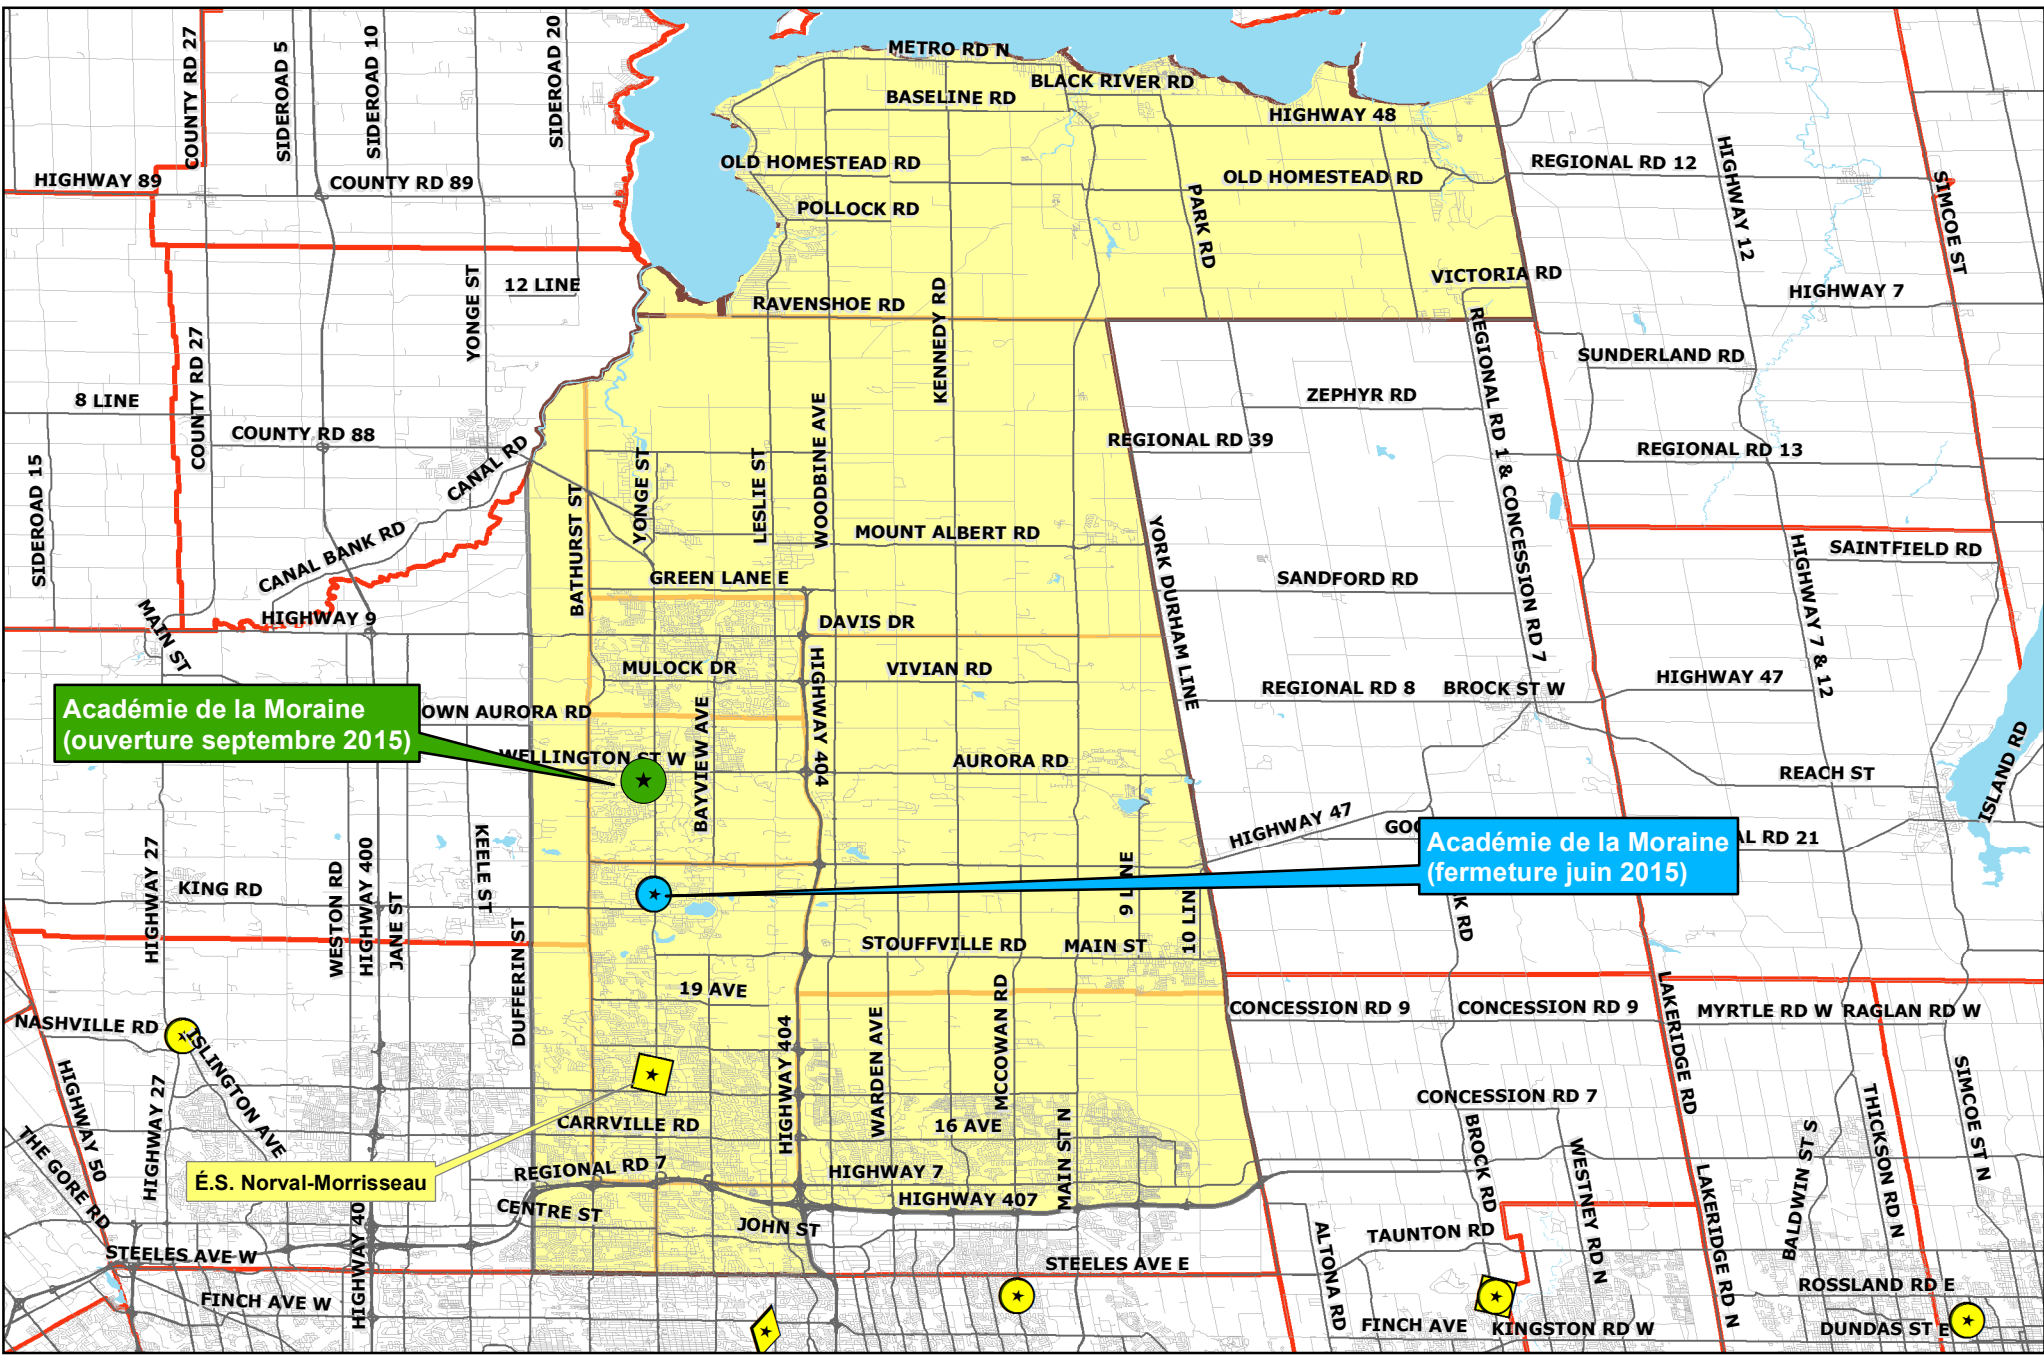 METRO RD N
BLACK RIVER RD
BASELINE RD
HIGHWAY 48
COUNTY RD 27
SIDEROAD 5
SIDEROAD 10
SIDEROAD 20
OLD HOMESTEAD RD
OLD HOMESTEAD RD
REGIONAL RD 12
HIGHWAY 12
SIMCOE ST
HIGHWAY 89
COUNTY RD 89
POLLOCK RD
PARK RD
VICTORIA RD
HIGHWAY 7
12 LINE
YONGE ST
RAVENSHOE RD
KENNEDY RD
COUNTY RD 27
REGIONAL RD 1 & CONCESSION RD 7
SUNDERLAND RD
ZEPHYR RD
8 LINE
COUNTY RD 88
CANAL RD
REGIONAL RD 39
REGIONAL RD 13
SIDEROAD 15
BATHURST ST
YONGE ST
LESLIE ST
WOODBINE AVE
MOUNT ALBERT RD
CANAL BANK RD
YORK DURHAM LINE
SAINTFIELD RD
HIGHWAY 7 & 12
GREEN LANE E
SANDFORD RD
MAIN ST
HIGHWAY 9
DAVIS DR
MULOCK DR
VIVIAN RD
HIGHWAY 404
REGIONAL RD 8
BROCK ST W
HIGHWAY 47
Académie de la Moraine
(ouverture septembre 2015)
OWN AURORA RD
WELLINGTON ST W
BAYVIEW AVE
AURORA RD
REACH ST
ISLAND RD
HIGHWAY 47
GOO
AL RD 21
Académie de la Moraine
(fermeture juin 2015)
K RD
HIGHWAY 27
KING RD
WESTON RD
HIGHWAY 400
JANE ST
KEELE ST
DUFFERIN ST
9 LINE
10 LIN
STOUFFVILLE RD
MAIN ST
19 AVE
HIGHWAY 404
WARDEN AVE
MCCOWAN RD
CONCESSION RD 9
CONCESSION RD 9
LAKERIDGE RD
MYRTLE RD W
RAGLAN RD W
NASHVILLE RD
ISLINGTON AVE
HIGHWAY 50
HIGHWAY 27
THE GORE RD
CARRVILLE RD
16 AVE
MAIN ST N
CONCESSION RD 7
BROCK RD
WESTNEY RD N
BALDWIN ST S
THICKSON RD N
SIMCOE ST N
É.S. Norval-Morrisseau
REGIONAL RD 7
HIGHWAY 7
HIGHWAY 407
CENTRE ST
JOHN ST
HIGHWAY 40
STEELES AVE W
STEELES AVE E
ALTONA RD
TAUNTON RD
LAKERIDGE RD N
FINCH AVE W
FINCH AVE
KINGSTON RD W
ROSSLAND RD E
DUNDAS ST E